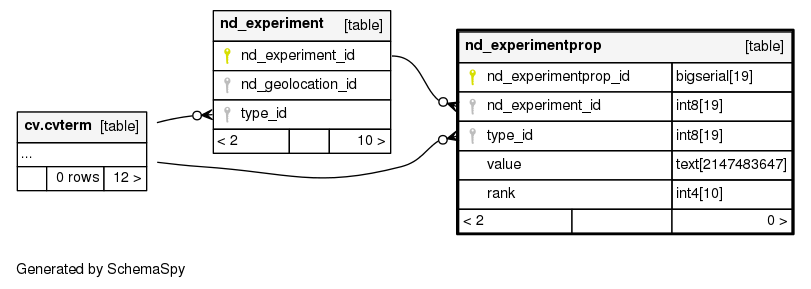 nd_experiment [table]
nd_experiment_id
nd_geolocation_id
type_id
< 2 10 >
nd_experimentprop [table]
nd_experimentprop_id bigserial[19]
nd_experiment_id int8[19]
type_id int8[19]
value text[2147483647]
rank int4[10]
< 2 0 >
cv.cvterm [table]
...
0 rows 12 >
Generated by SchemaSpy